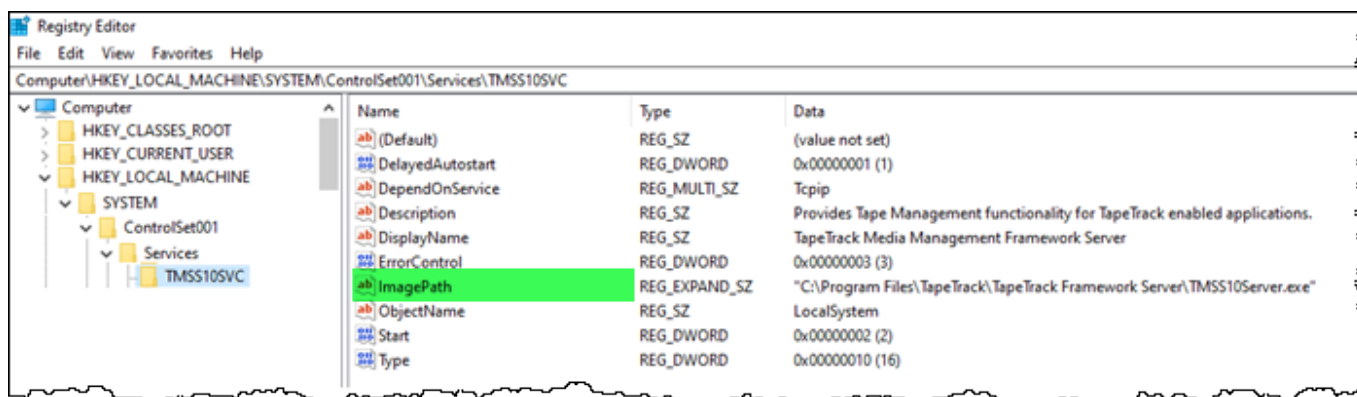 Registry Editor
File Edit View Favorites Help
Computer\HKEY_LOCAL_MACHINE\SYSTEM\ControlSet001\Services\TMSS10SVC
Computer
HKEY_CLASSES_ROOT
HKEY_CURRENT_USER
HKEY_LOCAL_MACHINE
SYSTEM
ControlSet001
Services
TMSS10SVC
Name Type Data
(Default) REG_SZ (value not set)
DelayedAutostart REG_DWORD 0x00000001 (1)
DependOnService REG_MULTI_SZ Tcpip
Description REG_SZ Provides Tape Management functionality for TapeTrack enabled applications.
DisplayName REG_SZ TapeTrack Media Management Framework Server
ErrorControl REG_DWORD 0x00000003 (3)
ImagePath REG_EXPAND_SZ "C:\Program Files\TapeTrack\TapeTrack Framework Server\TMSS10Server.exe"
ObjectName REG_SZ LocalSystem
Start REG_DWORD 0x00000002 (2)
Type REG_DWORD 0x00000010 (16)